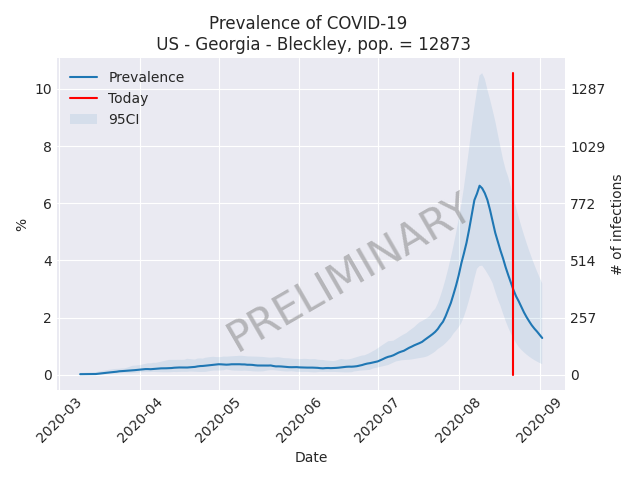 Prevalence of COVID-19
US - Georgia - Bleckley, pop. = 12873
Prevalence
Today
95CI
10
8
6
4
2
0
%
1287
1029
772
514
257
0
# of infections
PRELIMINARY
2020-03
2020-04
2020-05
2020-06
2020-07
2020-08
2020-09
Date